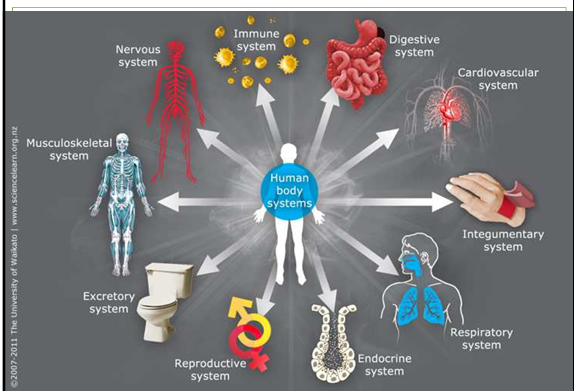 Immune
system
Digestive
system
Nervous
system
Cardiovascular
system
Musculoskeletal
system
Human
body
systems
Integumentary
system
Excretory
system
Respiratory
system
Reproductive
system
Endocrine
system
©2007-2011 The University of Waikato | www.sciencelearn.org.nz